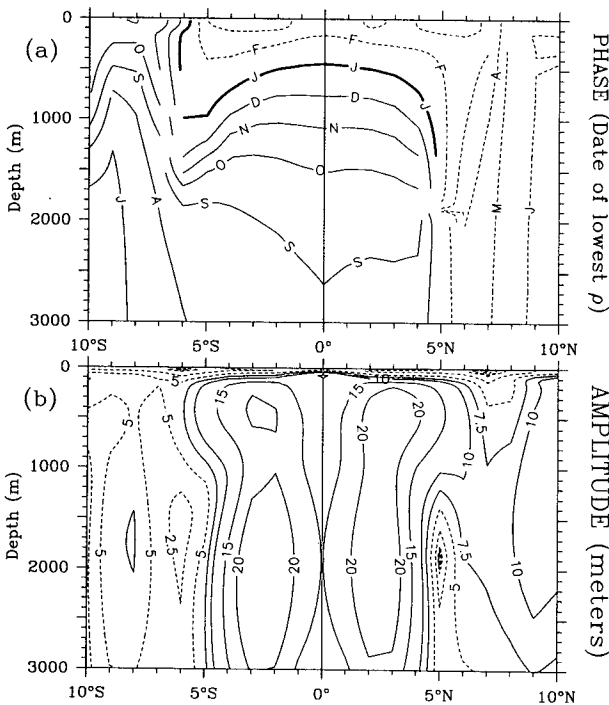 (a)
PHASE (Date of lowest ρ)
Depth (m)
0
1000
2000
3000
O
S
J
A
F
F
F
A
J
J
J
D
D
N
N
O
O
S
S
S
M
J
10°S
5°S
0°
5°N
10°N
(b)
AMPLITUDE (meters)
Depth (m)
0
1000
2000
3000
5
5
5
5
2.5
5
15
15
20
20
10
20
20
15
7.5
10
7.5
5
10
10°S
5°S
0°
5°N
10°N